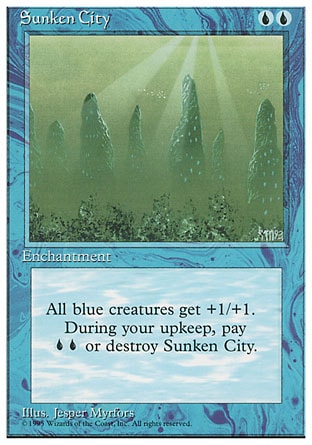 Sunken City
Enchantment
All blue creatures get +1/+1.
During your upkeep, pay
or destroy Sunken City.
Illus. Jesper Myrfors
© 1995 Wizards of the Coast, Inc. All rights reserved.